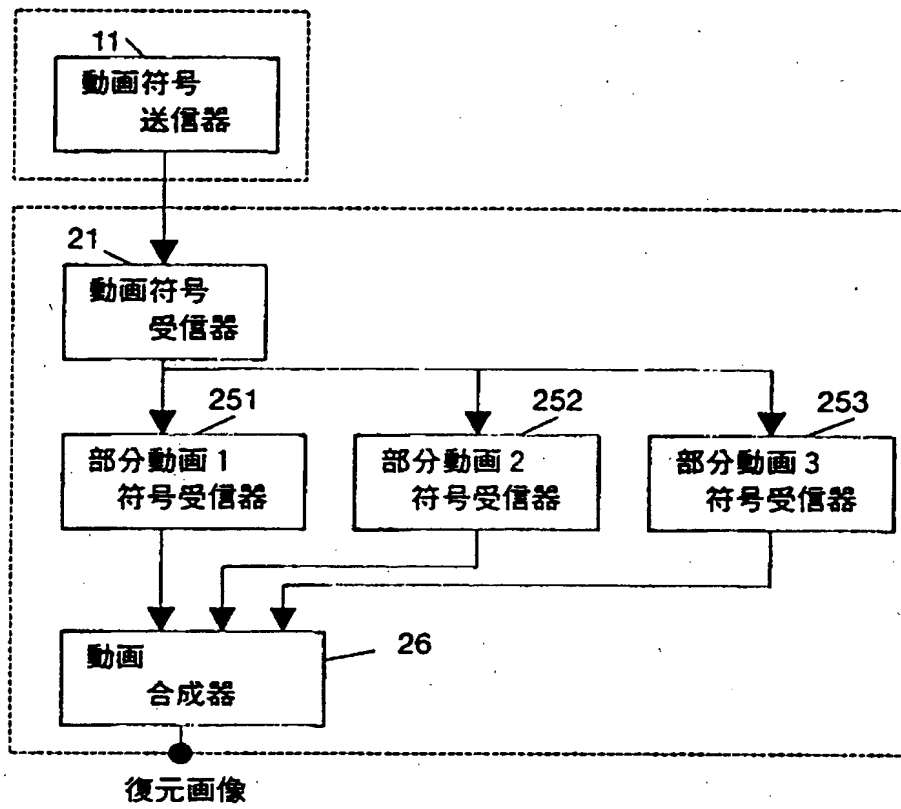 11
動画符号
送信器
21
動画符号
受信器
251
252
253
部分動画1
符号受信器
部分動画2
符号受信器
部分動画3
符号受信器
動画
合成器
26
復元画像